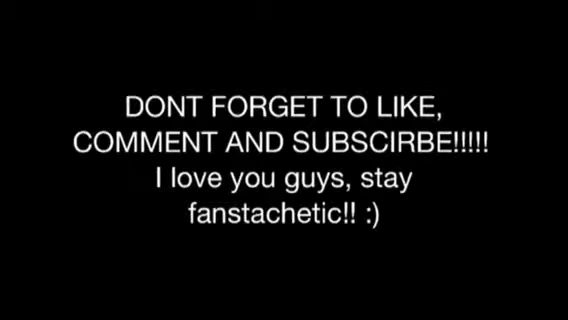 DONT FORGET TO LIKE,
COMMENT AND SUBSCIRBE!!!!!
I love you guys, stay
fanstachetic!! :)